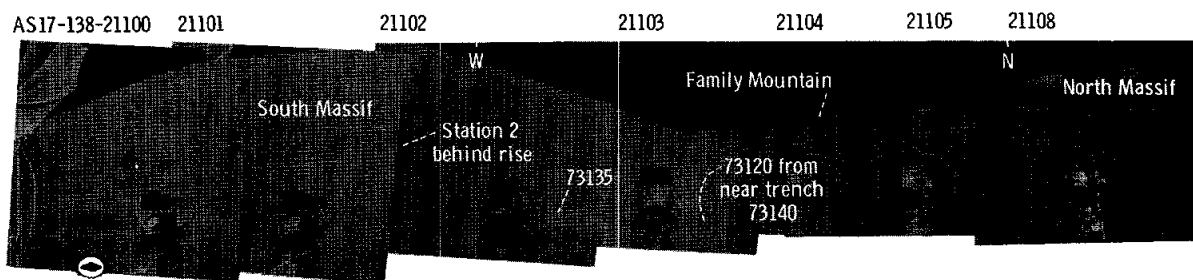 AS17-138-21100 21101 21102 21103 21104 21105 21108
W
N
South Massif
Family Mountain
North Massif
Station 2
behind rise
73135
73120 from
near trench
73140